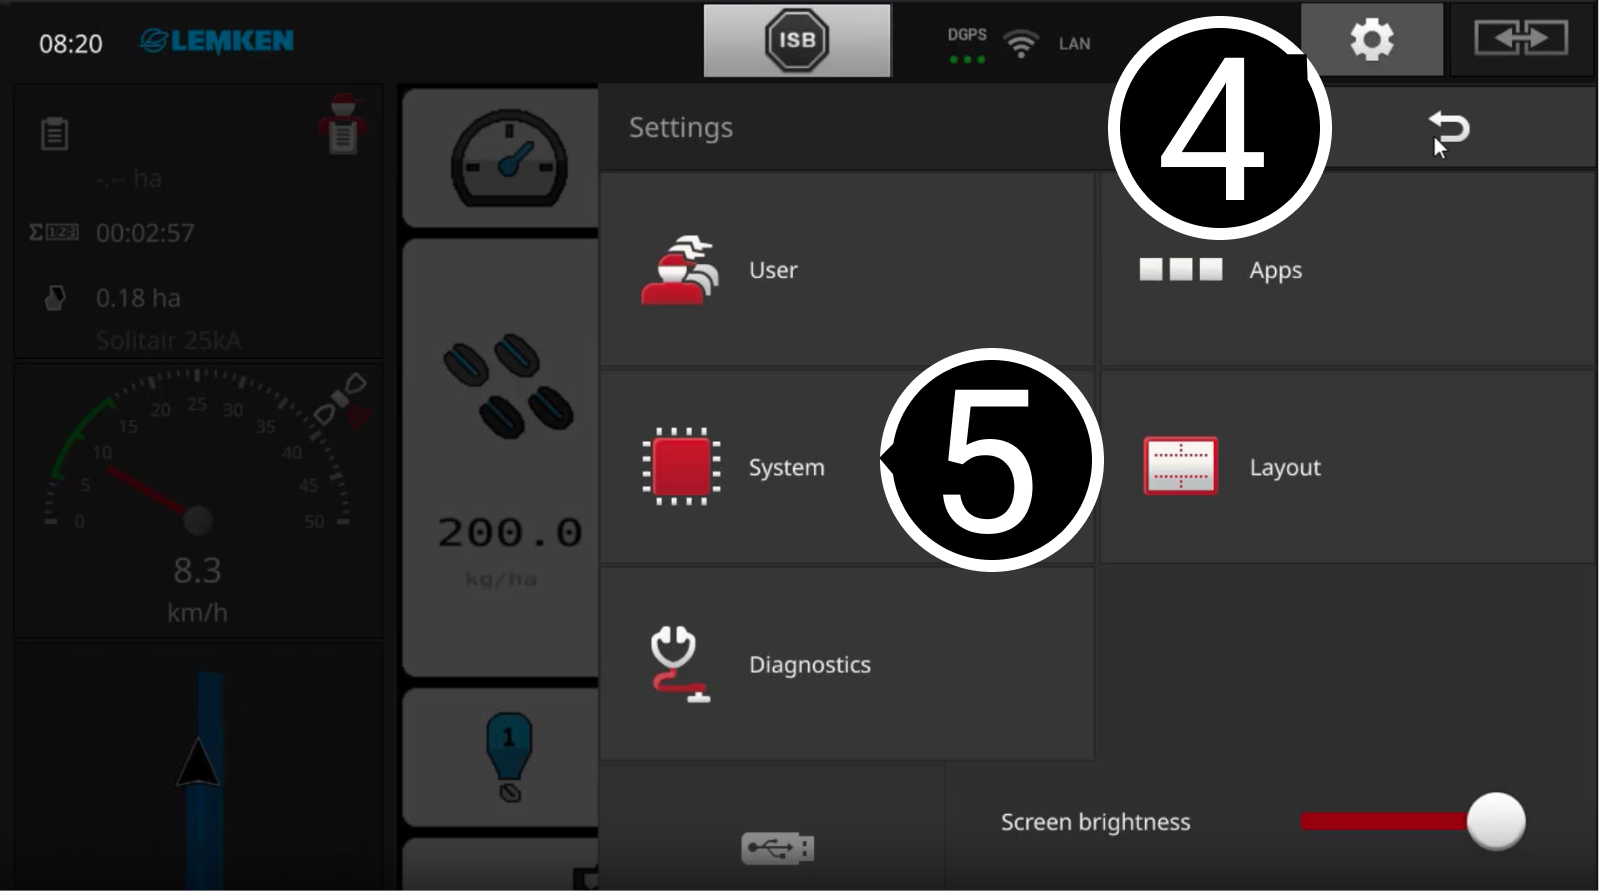 08:20
LEMKEN
ISB
DGPS
LAN
4
Settings
-.-- ha
Σ 123 00:02:57
0.18 ha
Solitair 25kA
User
Apps
0 5 10 15 20 25 30 35 40 45 50
8.3
km/h
200.0
kg/ha
System
5
Layout
Diagnostics
1
Screen brightness